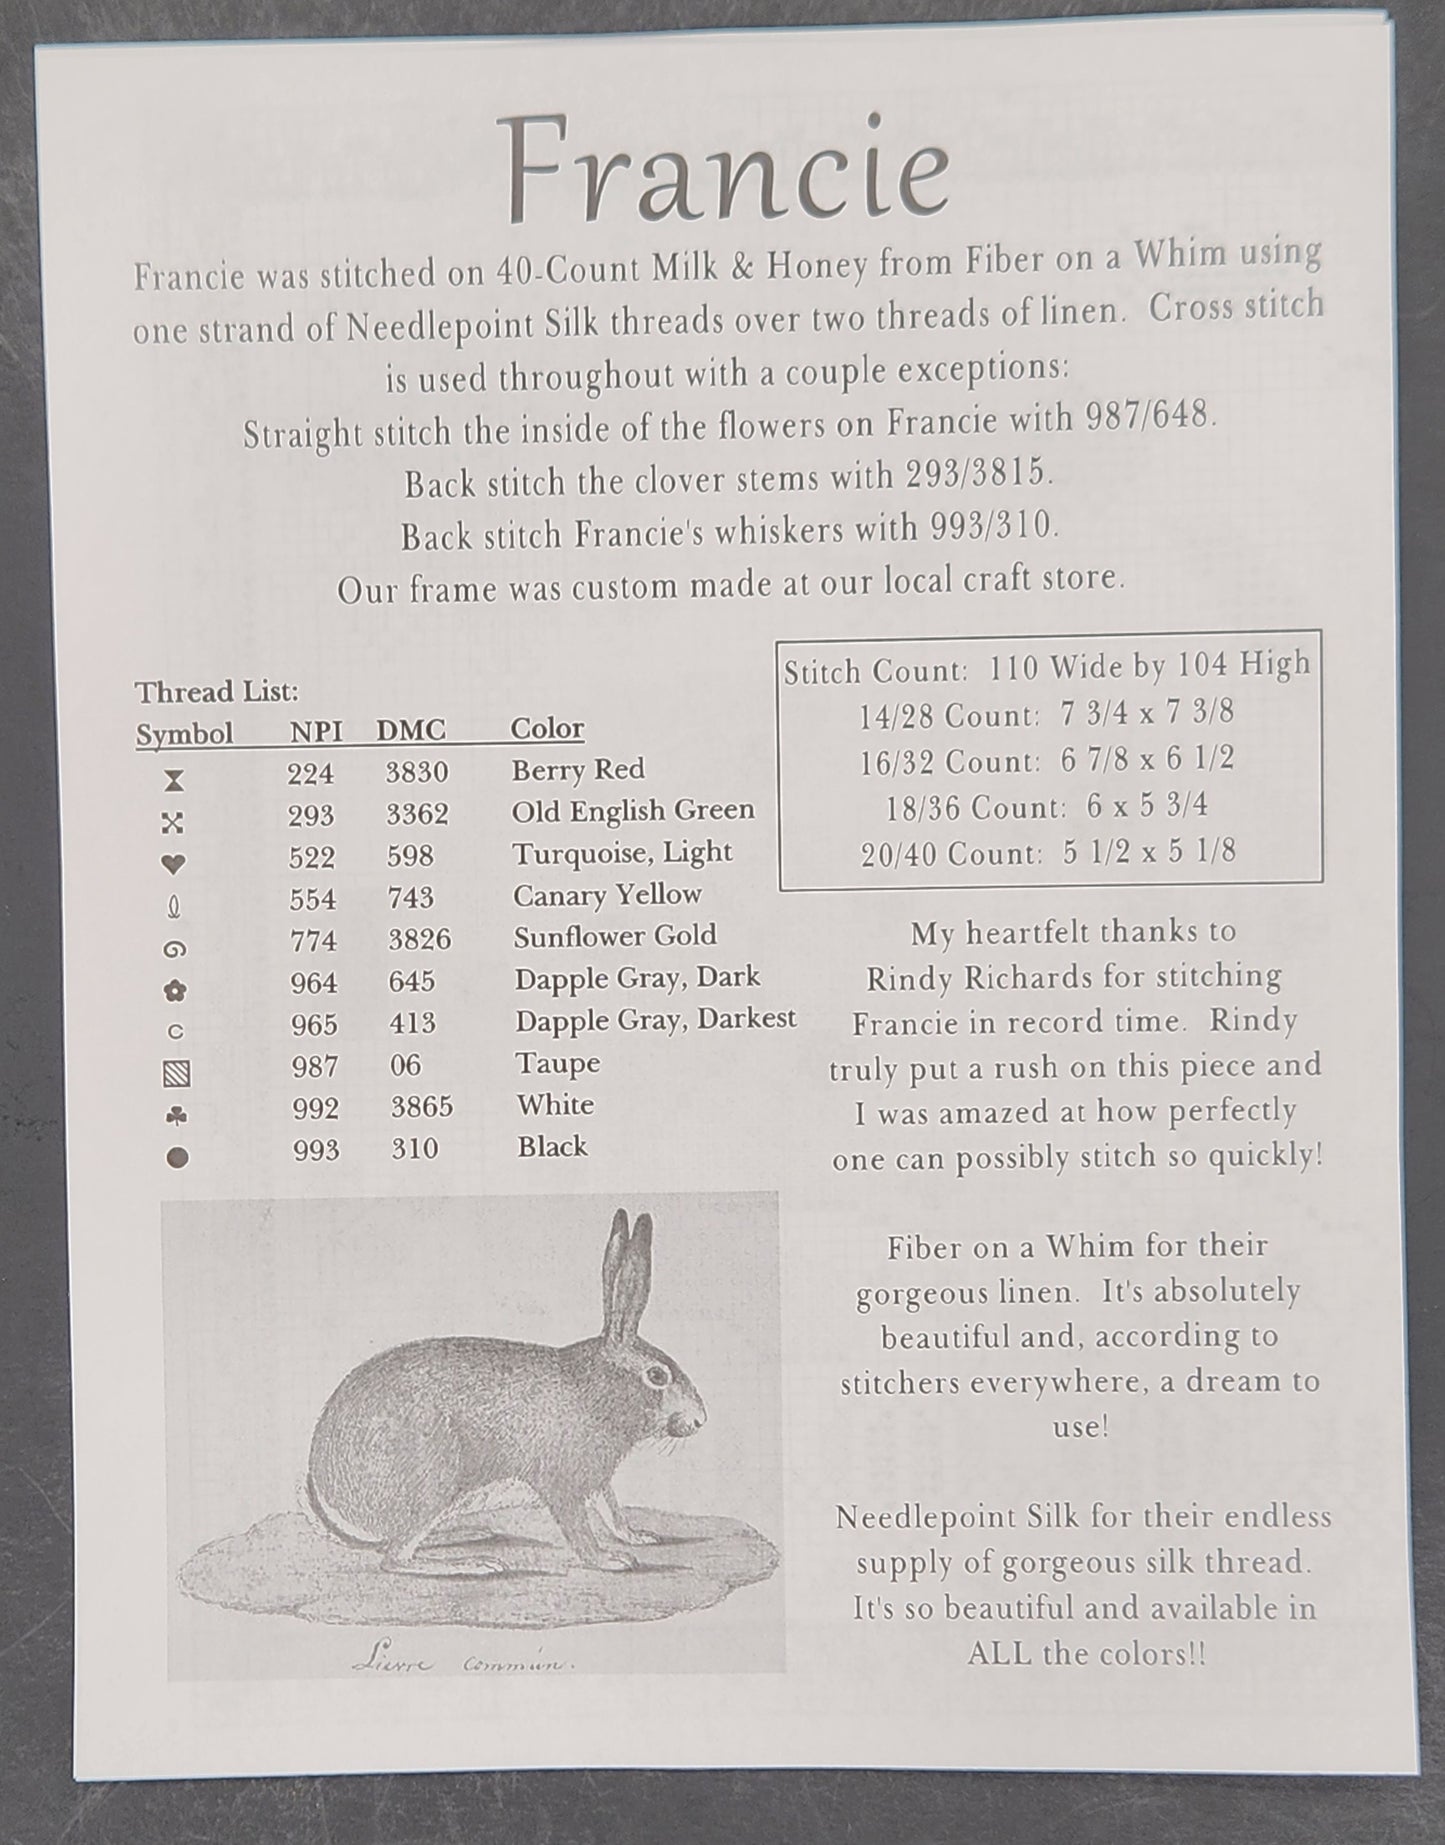 Francie
Francie was stitched on 40-Count Milk & Honey from Fiber on a Whim using
one strand of Needlepoint Silk threads over two threads of linen.  Cross stitch
is used throughout with a couple exceptions:
Straight stitch the inside of the flowers on Francie with 987/648.
Back stitch the clover stems with 293/3815.
Back stitch Francie's whiskers with 993/310.
Our frame was custom made at our local craft store.
Thread List:
Symbol NPI DMC Color
224 3830 Berry Red
293 3362 Old English Green
522 598 Turquoise, Light
554 743 Canary Yellow
774 3826 Sunflower Gold
964 645 Dapple Gray, Dark
c 965 413 Dapple Gray, Darkest
987 06 Taupe
992 3865 White
993 310 Black
Stitch Count:  110 Wide by 104 High
14/28 Count:  7 3/4 x 7 3/8
16/32 Count:  6 7/8 x 6 1/2
18/36 Count:  6 x 5 3/4
20/40 Count:  5 1/2 x 5 1/8
My heartfelt thanks to
Rindy Richards for stitching
Francie in record time.  Rindy
truly put a rush on this piece and
I was amazed at how perfectly
one can possibly stitch so quickly!
Fiber on a Whim for their
gorgeous linen.  It's absolutely
beautiful and, according to
stitchers everywhere, a dream to
use!
Needlepoint Silk for their endless
supply of gorgeous silk thread.
It's so beautiful and available in
ALL the colors!!
Lievre commun.